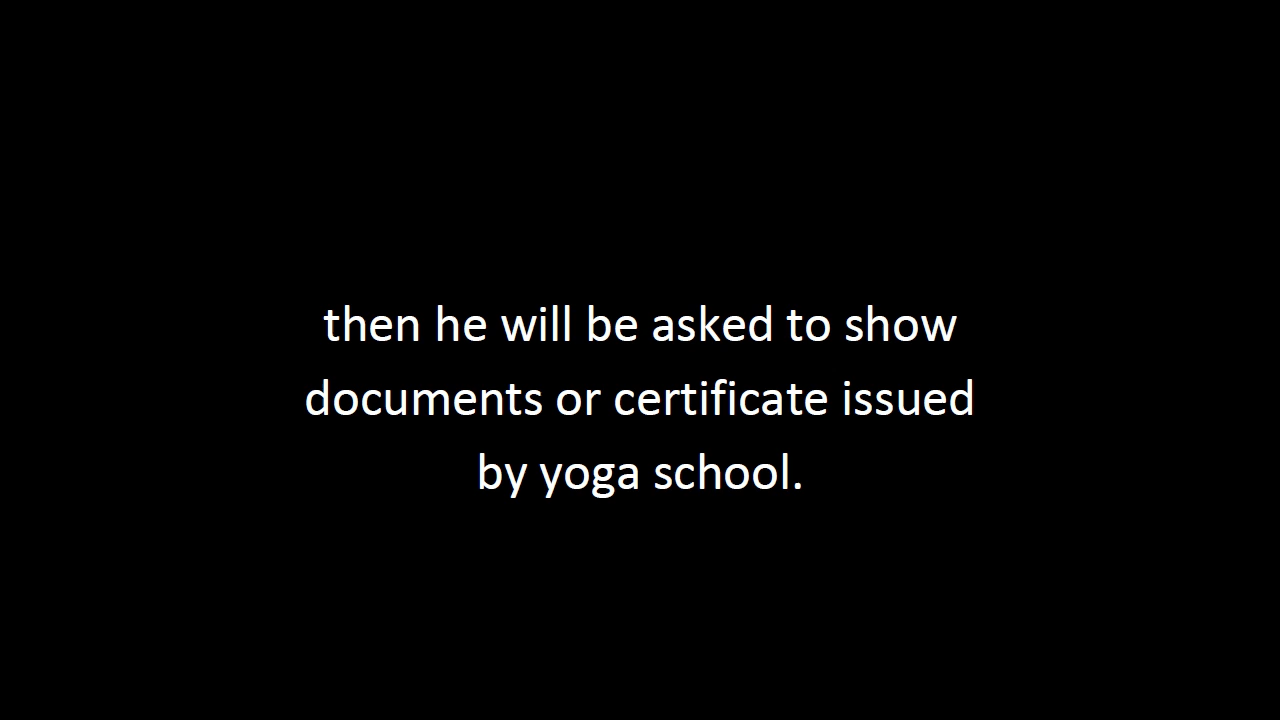 then he will be asked to show
documents or certificate issued
by yoga school.